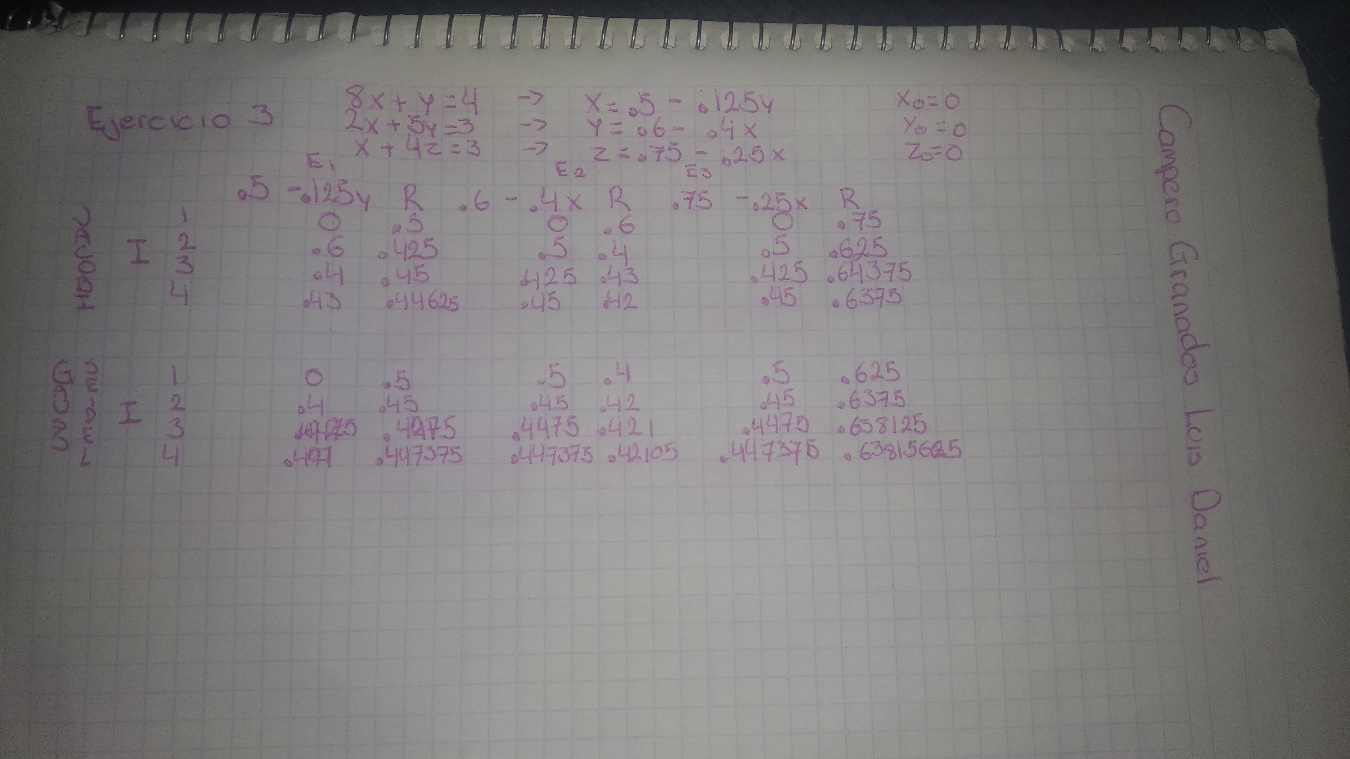 Ejercicio 3 8x + y = 4 -> x = .5 - .125y x0 = 0
2x + 5y = 3 -> y = .6 - .4x y0 = 0
x + 4z = 3 -> z = .75 - .25x z0 = 0
E1 E2 E3
.5 - .125y R .6 - .4x R .75 - .25x R
1 0 .5 0 .6 0 .75
I 2 .6 .425 .5 .4 .5 .625
3 .4 .45 .425 .43 .425 .64375
4 .43 .44625 .45 .42 .45 .6375
1 0 .5 .5 .4 .5 .625
I 2 .4 .45 .45 .42 .45 .6375
3 .4475 .4475 .421 .4475 .638125
4 .447375 .447375 .42105 .447375
Gauss
Campero Granados Luis Daniel